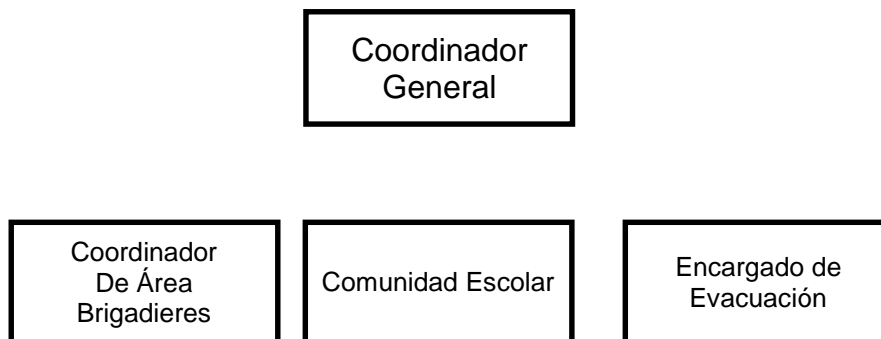 Coordinador
General
Coordinador
De Área
Brigadieres
Comunidad Escolar
Encargado de
Evacuación